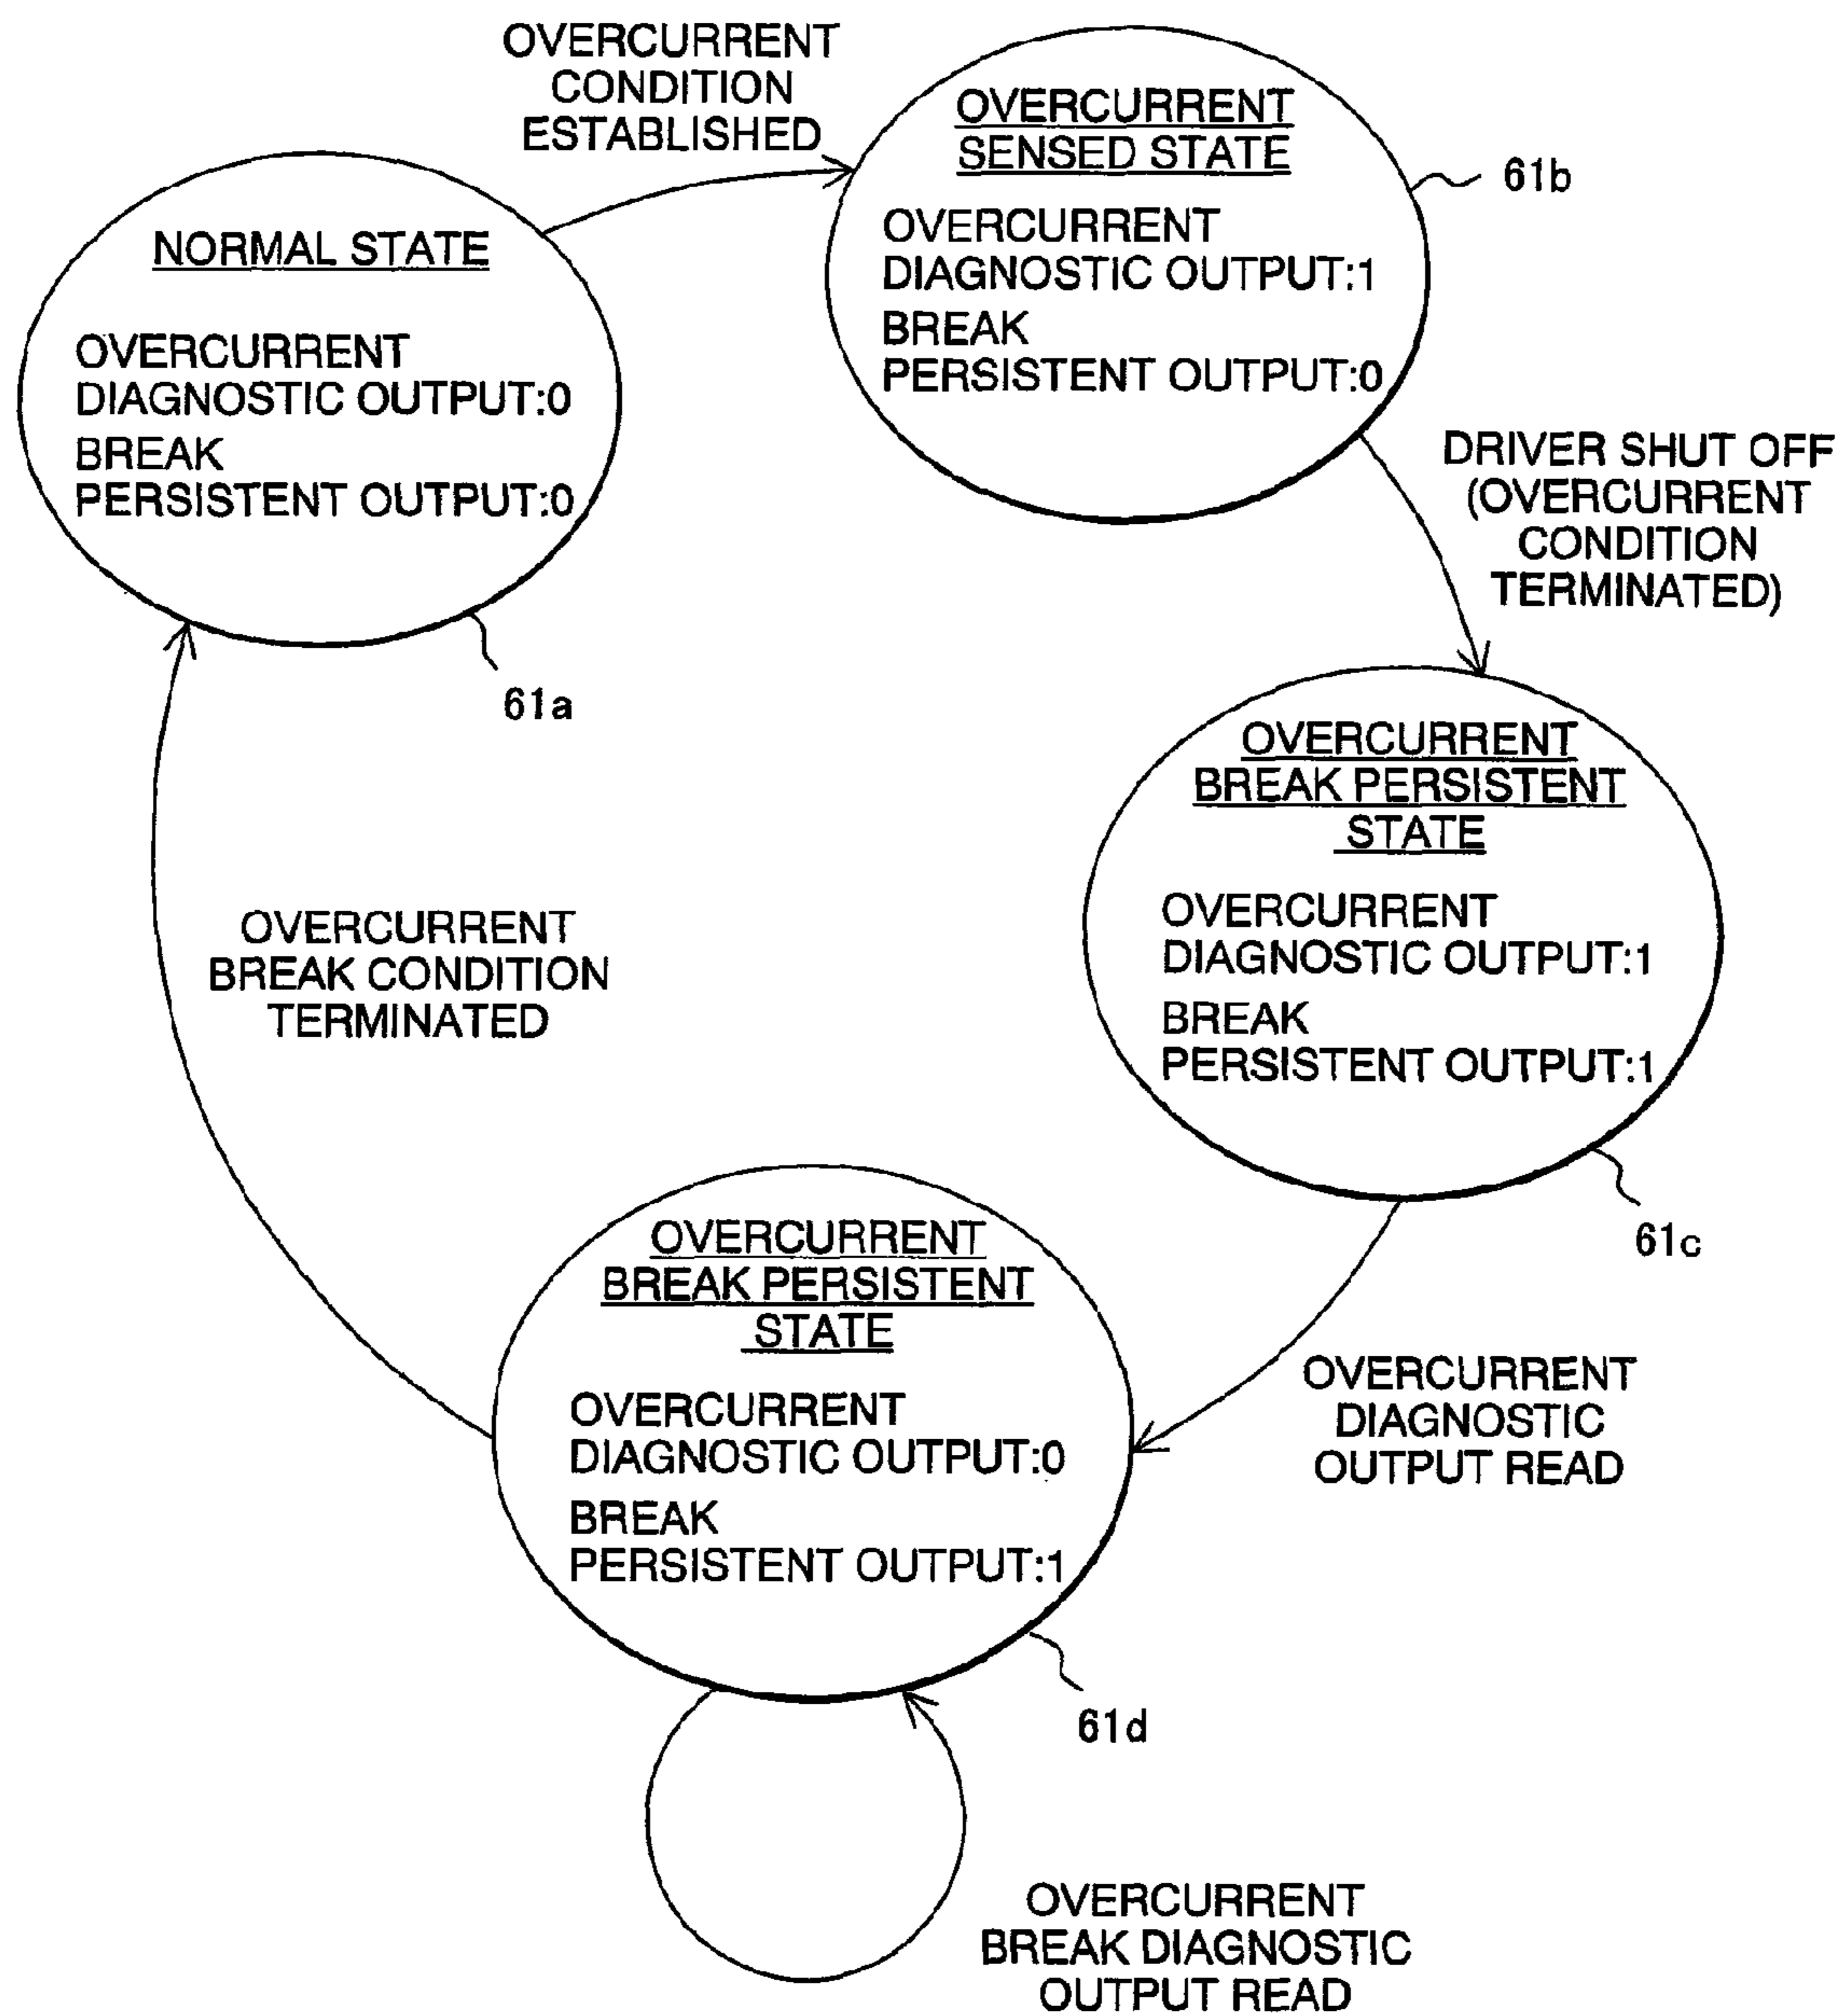 OVERCURRENT
CONDITION
ESTABLISHED
OVERCURRENT
SENSED STATE
OVERCURRENT
DIAGNOSTIC OUTPUT:1
BREAK
PERSISTENT OUTPUT:0
61b
NORMAL STATE
OVERCURRENT
DIAGNOSTIC OUTPUT:0
BREAK
PERSISTENT OUTPUT:0
61a
DRIVER SHUT OFF
(OVERCURRENT
CONDITION
TERMINATED)
OVERCURRENT
BREAK PERSISTENT
STATE
OVERCURRENT
DIAGNOSTIC OUTPUT:1
BREAK
PERSISTENT OUTPUT:1
61c
OVERCURRENT
BREAK CONDITION
TERMINATED
OVERCURRENT
BREAK PERSISTENT
STATE
OVERCURRENT
DIAGNOSTIC OUTPUT:0
BREAK
PERSISTENT OUTPUT:1
61d
OVERCURRENT
DIAGNOSTIC
OUTPUT READ
OVERCURRENT
BREAK DIAGNOSTIC
OUTPUT READ